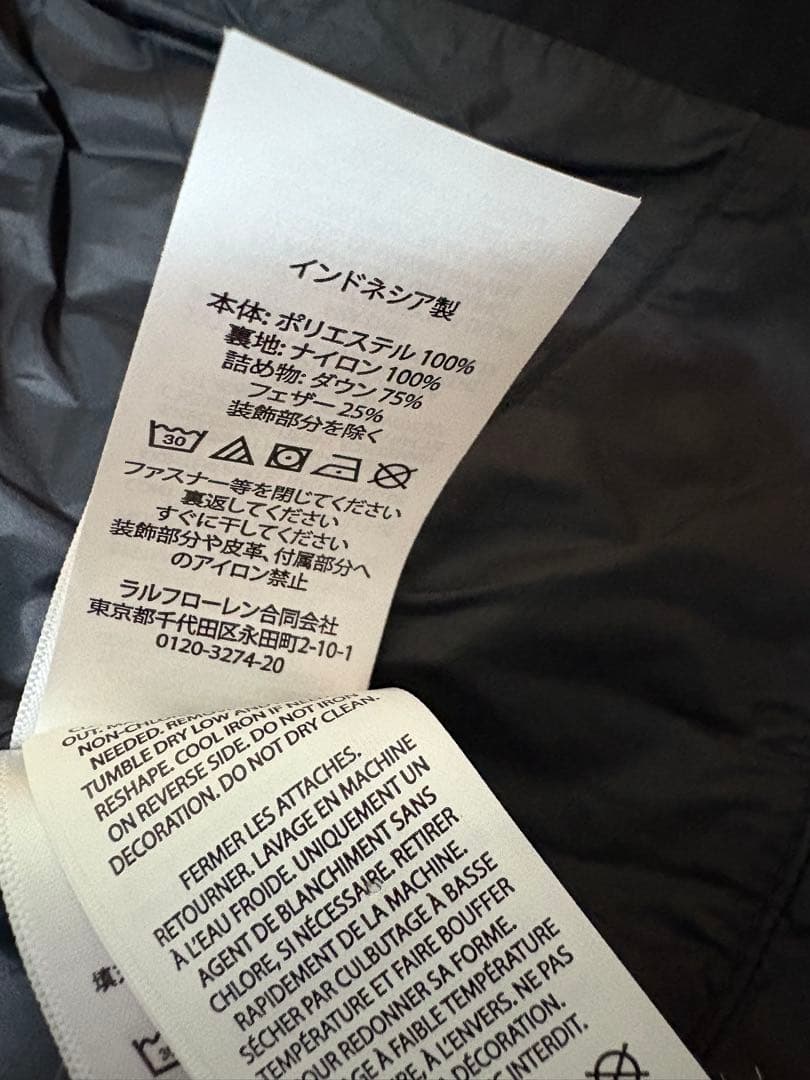 インドネシア製
本体: ポリエステル 100%
裏地: ナイロン 100%
詰め物: ダウン 75%
フェザー 25%
装飾部分を除く
30
ファスナー等を閉じてください
裏返してください
すぐに干してください
装飾部分や皮革、付属部分へ
のアイロン禁止
ラルフローレン合同会社
東京都千代田区永田町2-10-1
0120-3274-20
NEEDED.
TUMBLE DRY LOW
RESHAPE. COOL IRON IF
ON REVERSE SIDE. DO NOT IRON
DECORATION. DO NOT DRY CLEAN.
FERMER LES ATTACHES.
RETOURNER. LAVAGE EN MACHINE
À L'EAU FROIDE. UNIQUEMENT UN
AGENT DE BLANCHIMENT SANS
CHLORE, SI NÉCESSAIRE. RETIRER
RAPIDEMENT DE LA MACHINE.
SÉCHER PAR CULBUTAGE À BASSE
TEMPÉRATURE ET FAIRE BOUFFER
POUR REDONNER SA FORME.
À FAIBLE TEMPÉRATURE
À L'ENVERS. NE PAS
DÉCORATION.
INTERDIT.